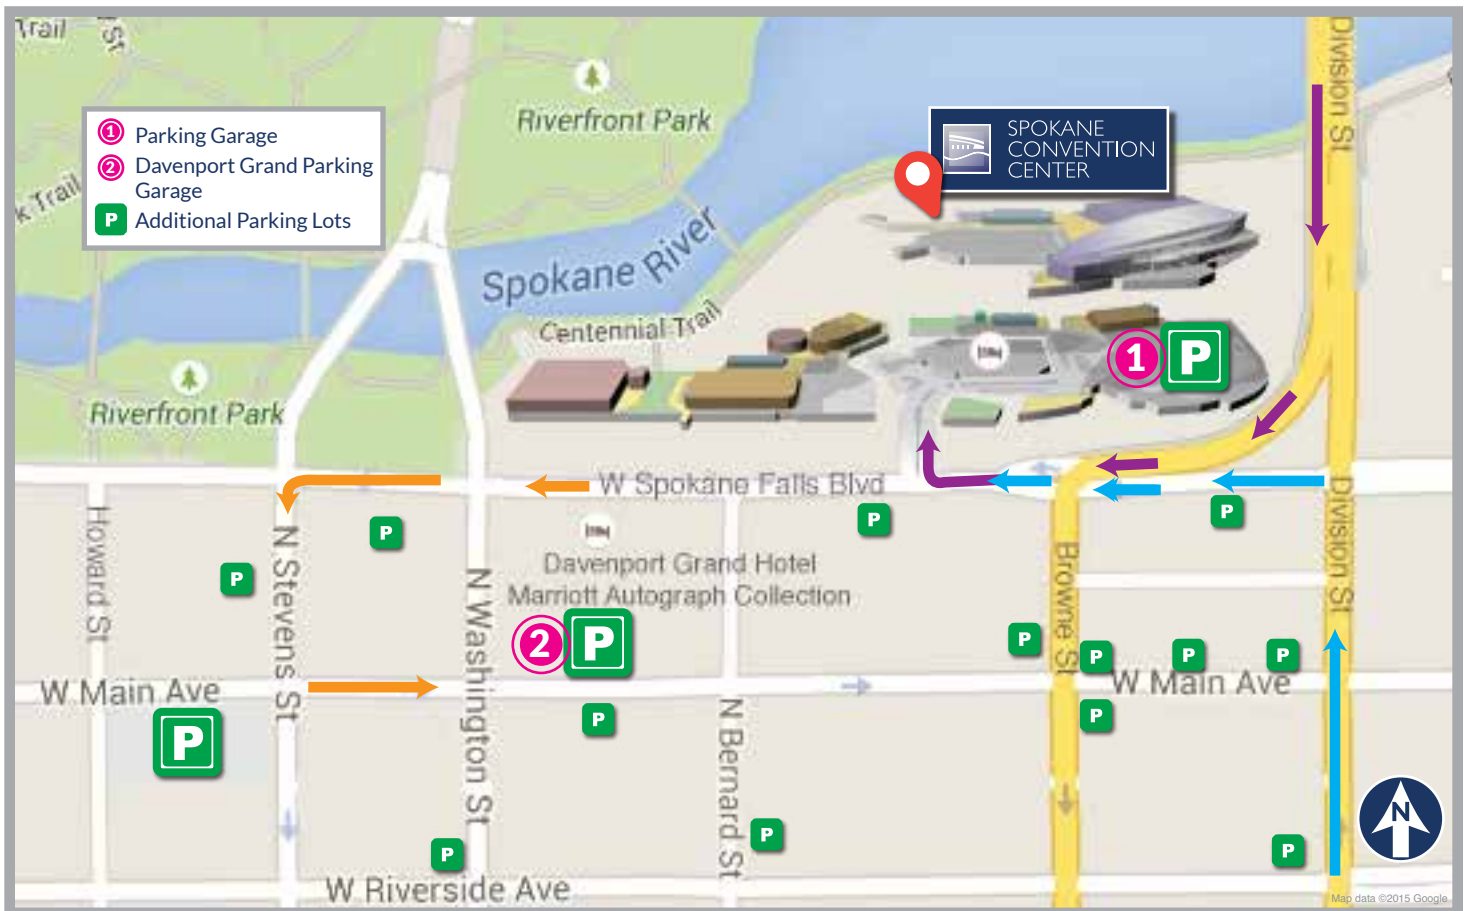 Trail
St
Division St
1 Parking Garage
2 Davenport Grand Parking
Garage
P Additional Parking Lots
Riverfront Park
SPOKANE
CONVENTION
CENTER
k Trail
Spokane River
Centennial Trail
1 P
Riverfront Park
W Spokane Falls Blvd
P
P
P
P
Howard St
N Stevens St
N Washington St
Davenport Grand Hotel
Marriott Autograph Collection
2 P
Browne St
Division St
P
P
P
P
W Main Ave
W Main Ave
P
P
P
N Bernard St
P
P
P
N
W Riverside Ave
Map data ©2015 Google